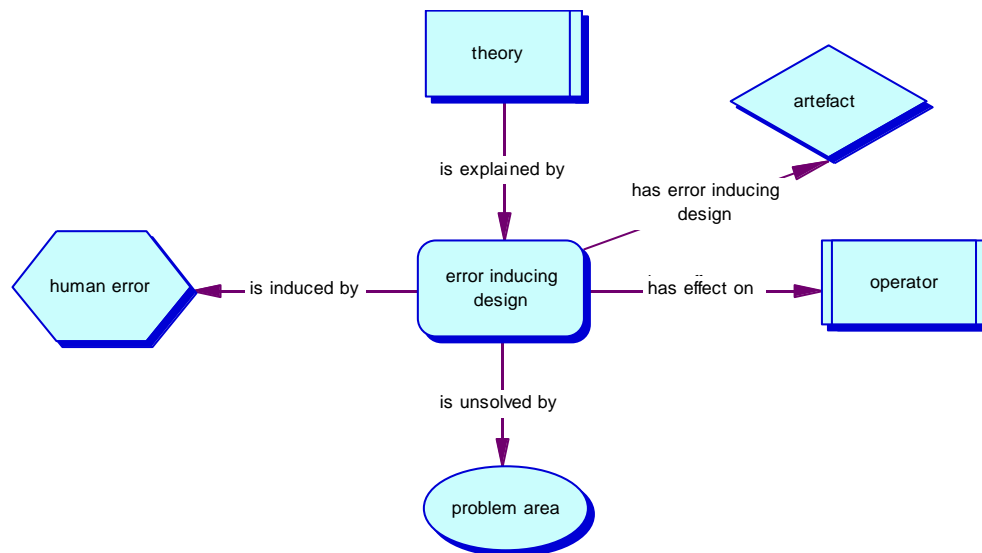 theory
artefact
is explained by
has error inducing
design
human error
is induced by
error inducing
design
has effect on
operator
is unsolved by
problem area